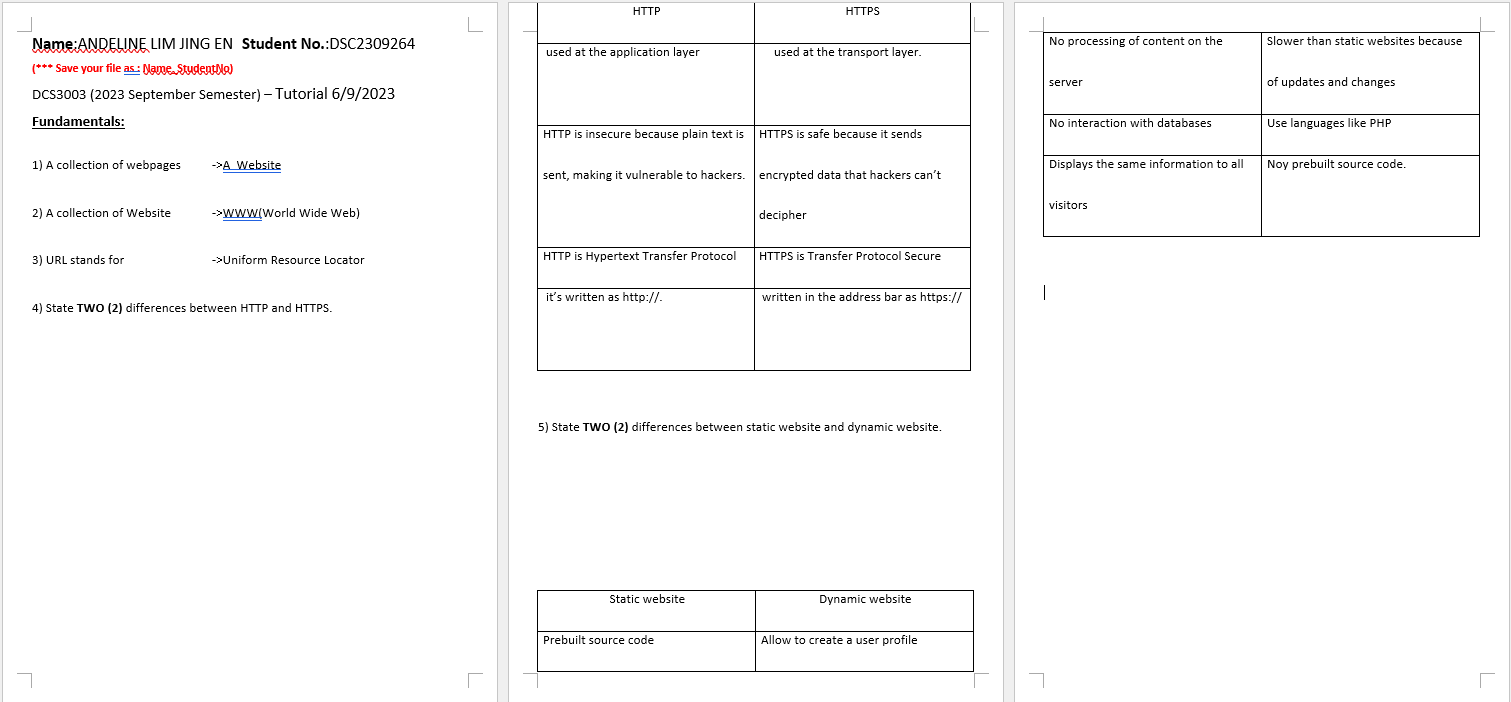 Name:ANDELINE LIM JING EN  Student No.:DSC2309264
(*** Save your file as : Name_StudentNo)
DCS3003 (2023 September Semester) – Tutorial 6/9/2023
Fundamentals:
1) A collection of webpages ->A  Website
2) A collection of Website ->WWW(World Wide Web)
3) URL stands for ->Uniform Resource Locator
4) State TWO (2) differences between HTTP and HTTPS.
HTTP HTTPS
used at the application layer used at the transport layer.
HTTP is insecure because plain text is HTTPS is safe because it sends
sent, making it vulnerable to hackers. encrypted data that hackers can’t
decipher
HTTP is Hypertext Transfer Protocol HTTPS is Transfer Protocol Secure
it’s written as http://. written in the address bar as https://
5) State TWO (2) differences between static website and dynamic website.
Static website Dynamic website
Prebuilt source code Allow to create a user profile
No processing of content on the Slower than static websites because
server of updates and changes
No interaction with databases Use languages like PHP
Displays the same information to all Noy prebuilt source code.
visitors